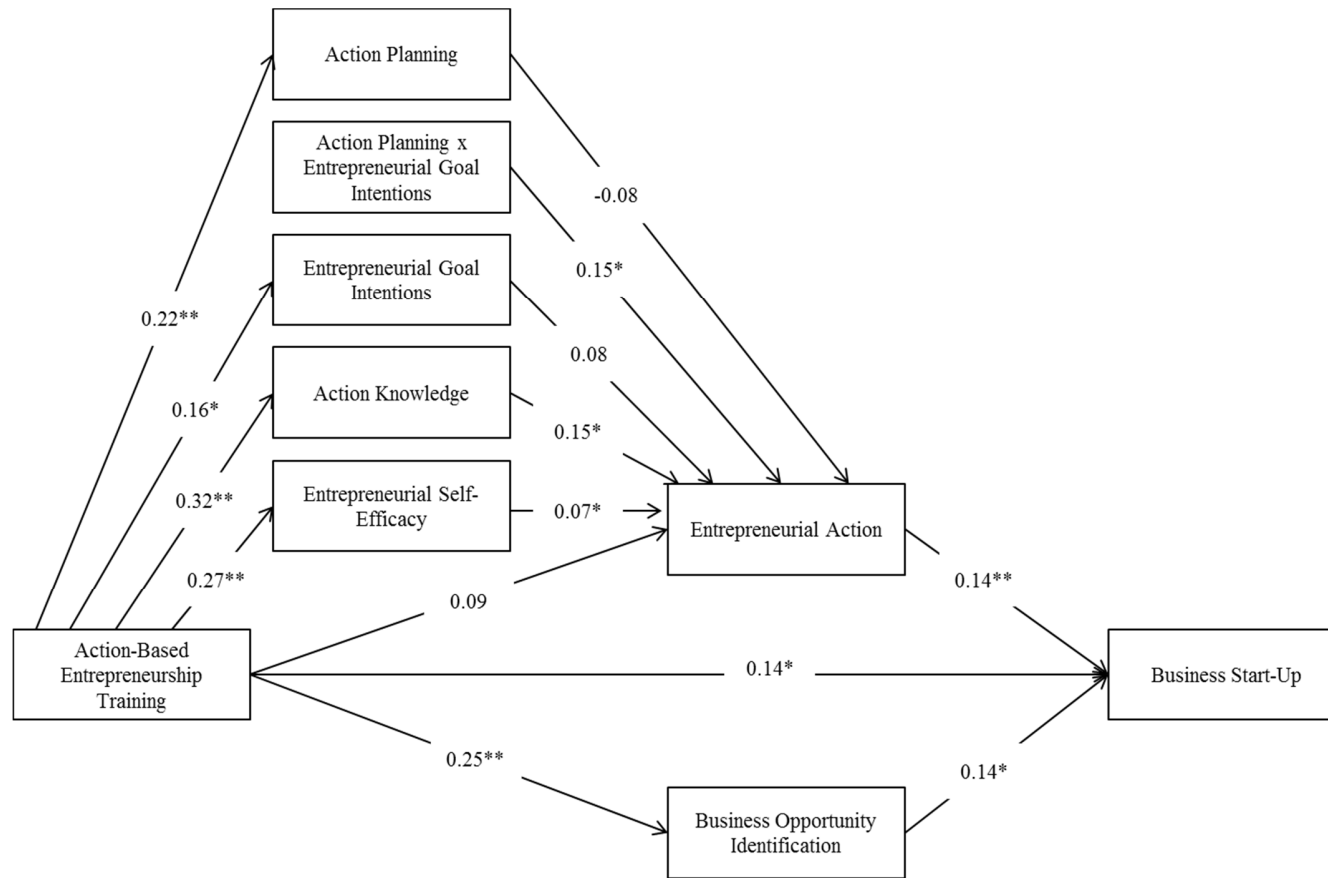 Action Planning
Action Planning x
Entrepreneurial Goal
Intentions
-0.08
Entrepreneurial Goal
Intentions
0.15*
0.22**
0.08
Action Knowledge
0.16*
0.15*
Entrepreneurial Self-
Efficacy
0.32**
0.07*
Entrepreneurial Action
0.27**
0.09
0.14**
Action-Based
Entrepreneurship
Training
0.14*
Business Start-Up
0.25**
0.14*
Business Opportunity
Identification